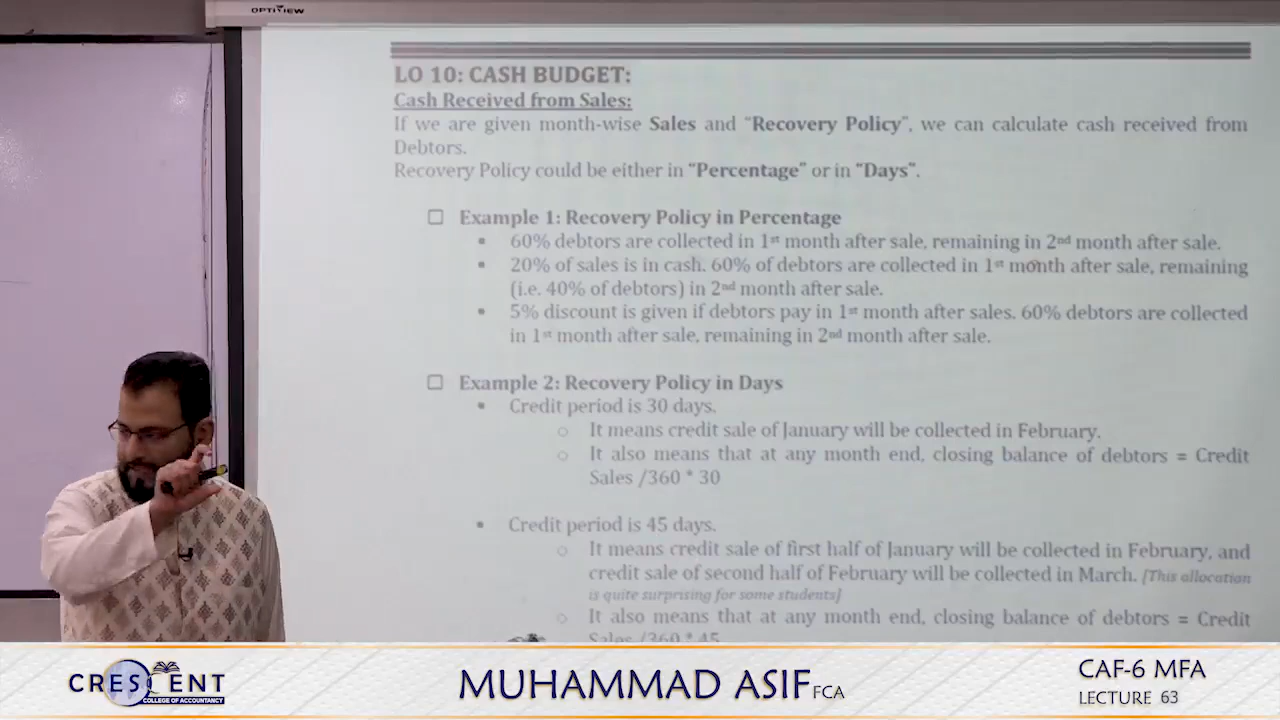 OPTIVIEW
LO 10: CASH BUDGET:
Cash Received from Sales:
If we are given month-wise Sales and “Recovery Policy”, we can calculate cash received from
Debtors.
Recovery Policy could be either in “Percentage” or in “Days”.
☐ Example 1: Recovery Policy in Percentage
▪ 60% debtors are collected in 1st month after sale, remaining in 2nd month after sale.
▪ 20% of sales is in cash. 60% of debtors are collected in 1st month after sale, remaining
(i.e. 40% of debtors) in 2nd month after sale.
▪ 5% discount is given if debtors pay in 1st month after sales. 60% debtors are collected
in 1st month after sale, remaining in 2nd month after sale.
☐ Example 2: Recovery Policy in Days
▪ Credit period is 30 days.
o It means credit sale of January will be collected in February.
o It also means that at any month end, closing balance of debtors = Credit
Sales /360 * 30
▪ Credit period is 45 days.
o It means credit sale of first half of January will be collected in February, and
credit sale of second half of February will be collected in March. [This allocation
is quite surprising for some students]
o It also means that at any month end, closing balance of debtors = Credit
Sales /360 * 45
CRESCENT
COLLEGE OF ACCOUNTANCY
MUHAMMAD ASIF FCA
CAF-6 MFA
LECTURE 63